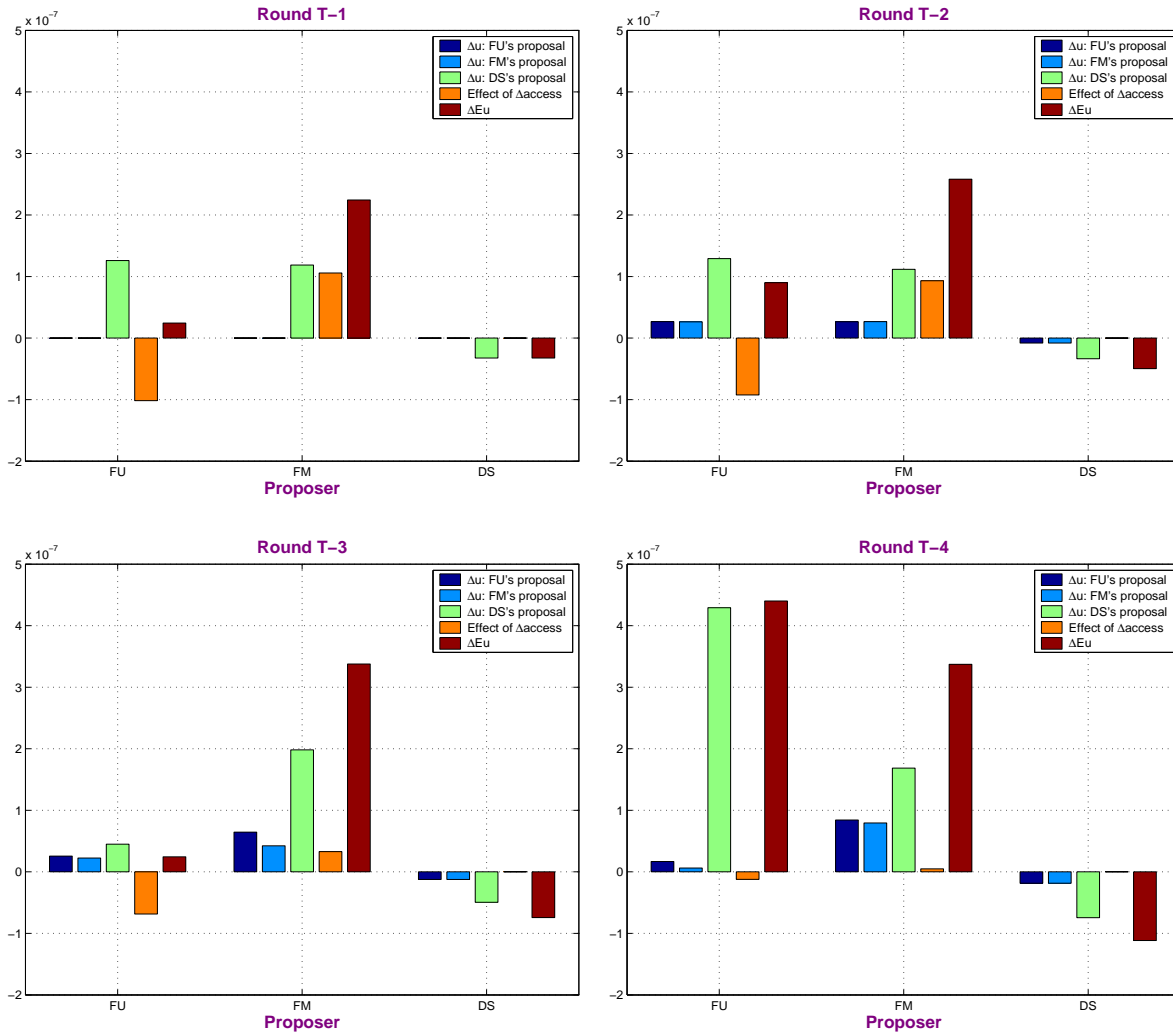 Round T−1
x 10⁻⁷
5
4
3
2
1
0
−1
−2
Δu: FU's proposal
Δu: FM's proposal
Δu: DS's proposal
Effect of Δaccess
ΔEu
FU
FM
DS
Proposer
Round T−2
x 10⁻⁷
5
4
3
2
1
0
−1
−2
Δu: FU's proposal
Δu: FM's proposal
Δu: DS's proposal
Effect of Δaccess
ΔEu
FU
FM
DS
Proposer
Round T−3
x 10⁻⁷
5
4
3
2
1
0
−1
−2
Δu: FU's proposal
Δu: FM's proposal
Δu: DS's proposal
Effect of Δaccess
ΔEu
FU
FM
DS
Proposer
Round T−4
x 10⁻⁷
5
4
3
2
1
0
−1
−2
Δu: FU's proposal
Δu: FM's proposal
Δu: DS's proposal
Effect of Δaccess
ΔEu
FU
FM
DS
Proposer